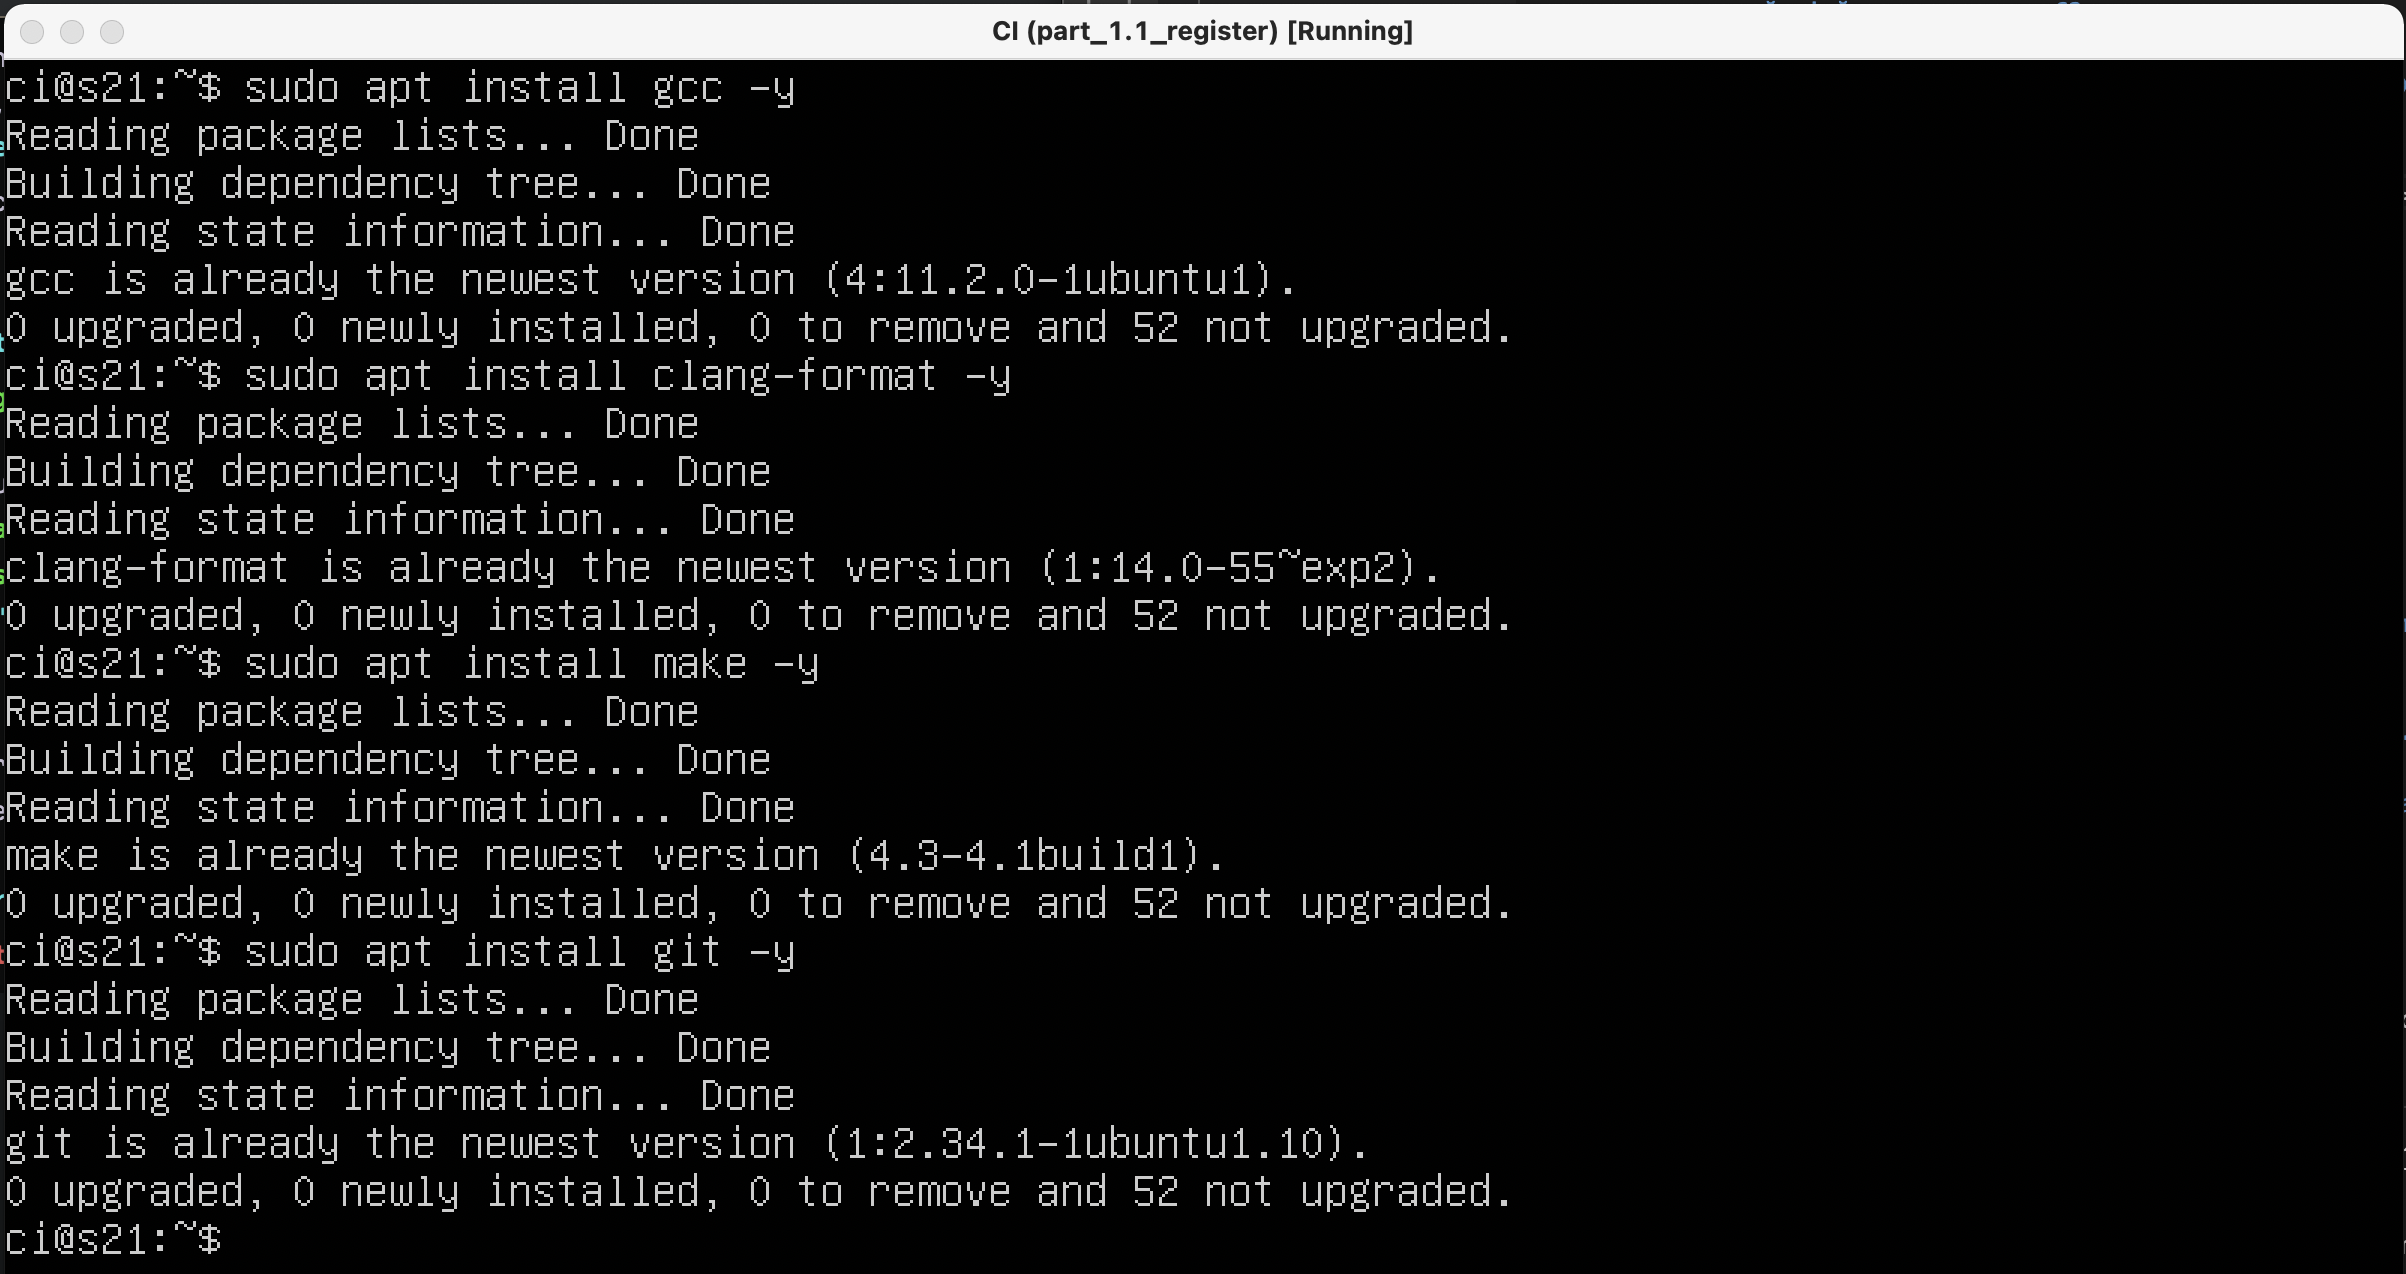 CI (part_1.1_register) [Running]
ci@s21:~$ sudo apt install gcc -y
Reading package lists... Done
Building dependency tree... Done
Reading state information... Done
gcc is already the newest version (4:11.2.0-1ubuntu1).
0 upgraded, 0 newly installed, 0 to remove and 52 not upgraded.
ci@s21:~$ sudo apt install clang-format -y
Reading package lists... Done
Building dependency tree... Done
Reading state information... Done
clang-format is already the newest version (1:14.0-55~exp2).
0 upgraded, 0 newly installed, 0 to remove and 52 not upgraded.
ci@s21:~$ sudo apt install make -y
Reading package lists... Done
Building dependency tree... Done
Reading state information... Done
make is already the newest version (4.3-4.1build1).
0 upgraded, 0 newly installed, 0 to remove and 52 not upgraded.
ci@s21:~$ sudo apt install git -y
Reading package lists... Done
Building dependency tree... Done
Reading state information... Done
git is already the newest version (1:2.34.1-1ubuntu1.10).
0 upgraded, 0 newly installed, 0 to remove and 52 not upgraded.
ci@s21:~$